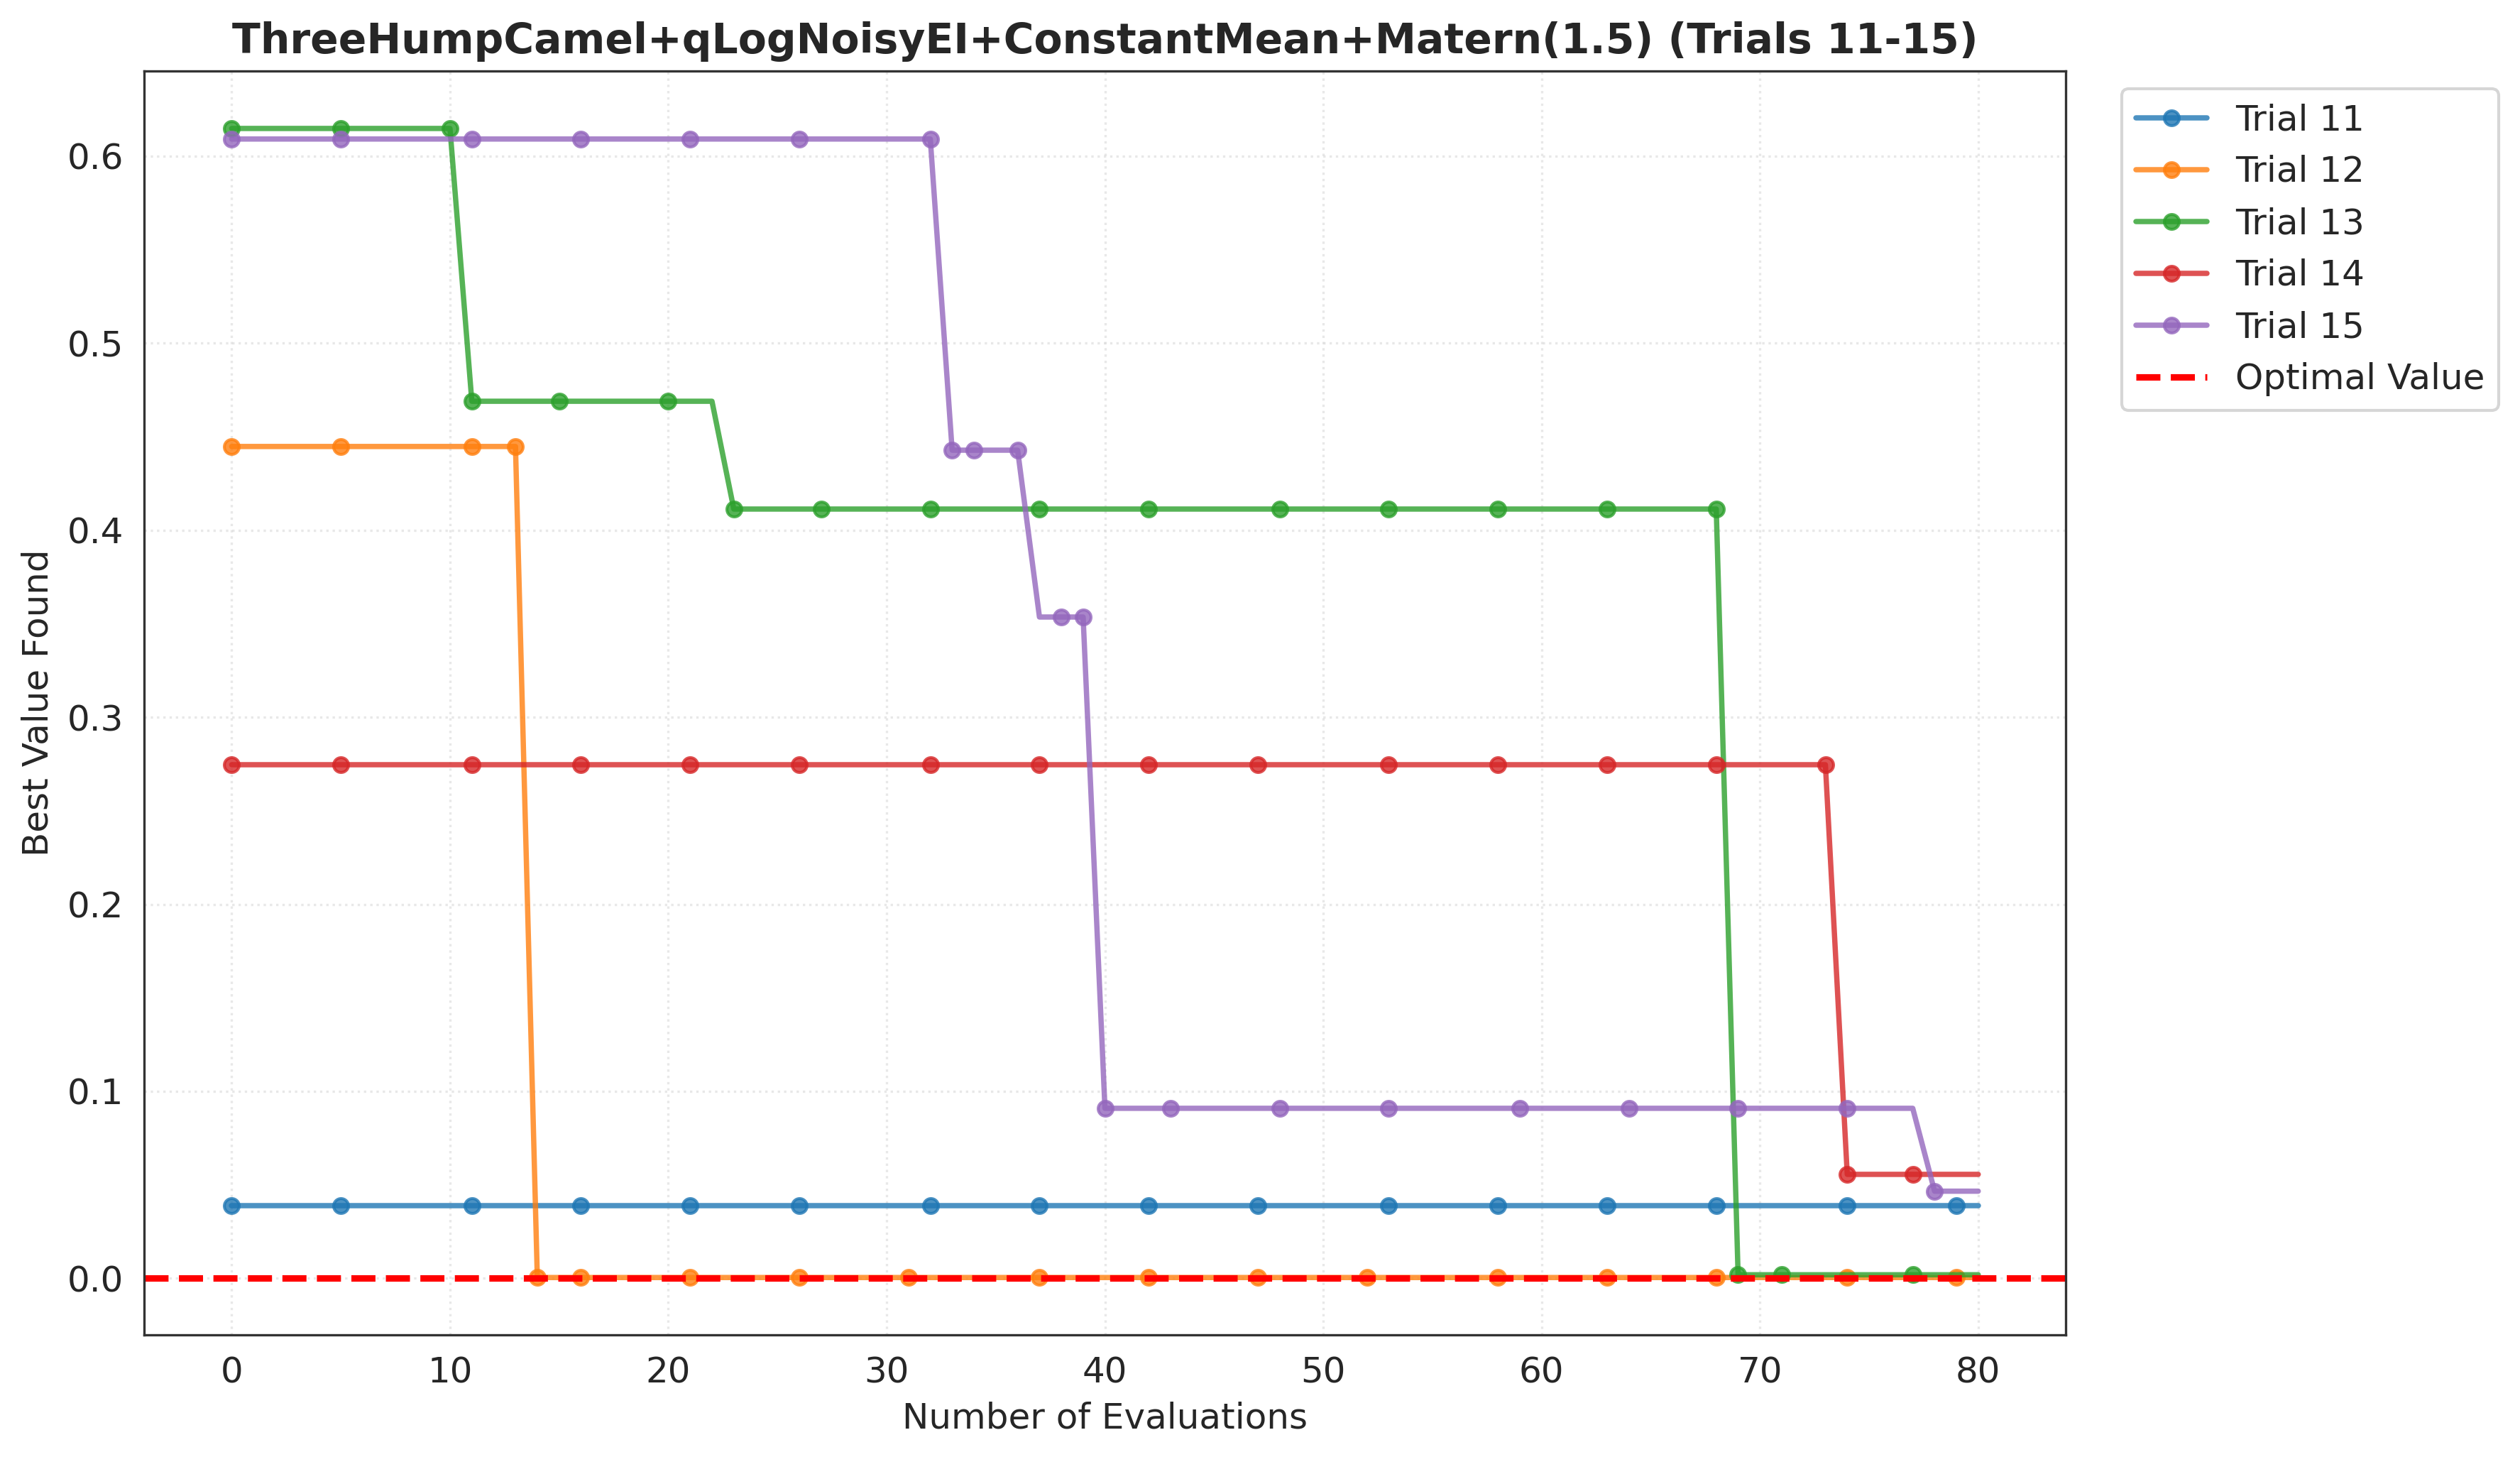 ThreeHumpCamel+qLogNoisyEI+ConstantMean+Matern(1.5) (Trials 11-15)
Trial 11
Trial 12
Trial 13
Trial 14
Trial 15
Optimal Value
Best Value Found
0.6
0.5
0.4
0.3
0.2
0.1
0.0
0 10 20 30 40 50 60 70 80
Number of Evaluations